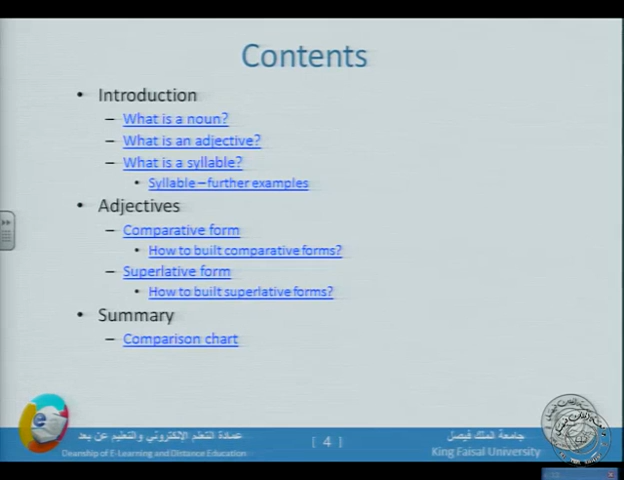 Contents
• Introduction
– What is a noun?
– What is an adjective?
– What is a syllable?
• Syllable – further examples
• Adjectives
– Comparative form
• How to built comparative forms?
– Superlative form
• How to built superlative forms?
• Summary
– Comparison chart
عمادة التعلم الإلكتروني والتعليم عن بعد
Deanship of E-Learning and Distance Education
[ 4 ]
جامعة الملك فيصل
King Faisal University